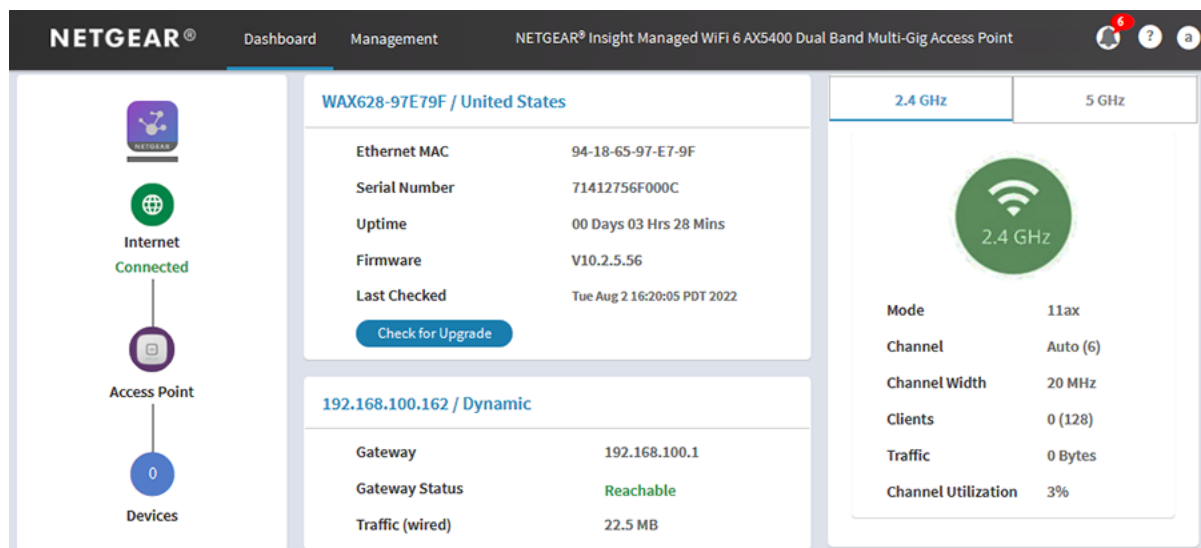 NETGEAR®
Dashboard
Management
NETGEAR® Insight Managed WiFi 6 AX5400 Dual Band Multi-Gig Access Point
6
?
a
NETGEAR
Internet
Connected
Access Point
0
Devices
WAX628-97E79F / United States
Ethernet MAC 94-18-65-97-E7-9F
Serial Number 71412756F000C
Uptime 00 Days 03 Hrs 28 Mins
Firmware V10.2.5.56
Last Checked Tue Aug 2 16:20:05 PDT 2022
Check for Upgrade
192.168.100.162 / Dynamic
Gateway 192.168.100.1
Gateway Status Reachable
Traffic (wired) 22.5 MB
2.4 GHz
5 GHz
2.4 GHz
Mode 11ax
Channel Auto (6)
Channel Width 20 MHz
Clients 0 (128)
Traffic 0 Bytes
Channel Utilization 3%